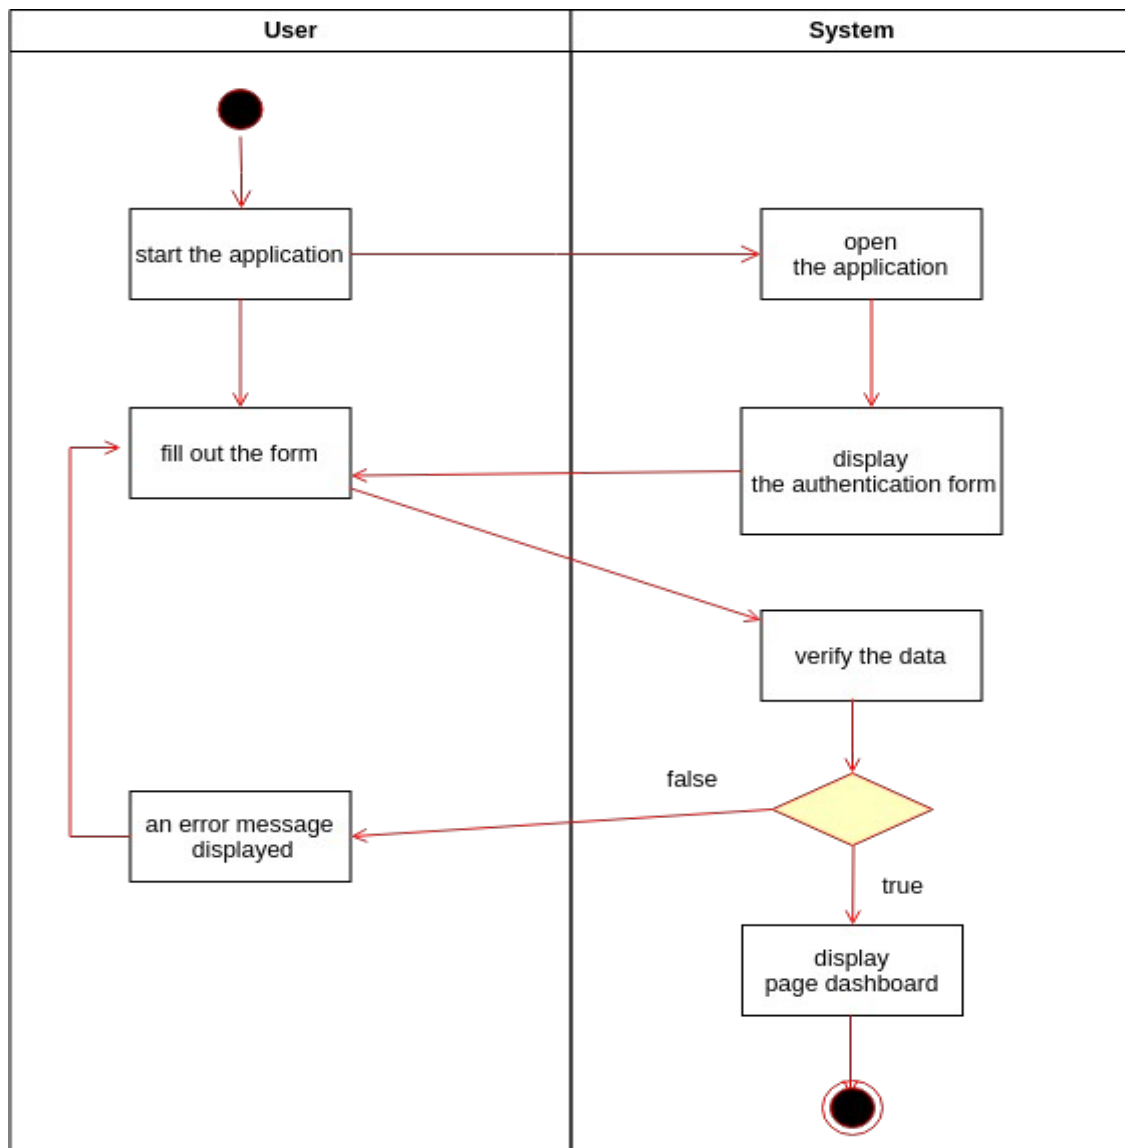 User
System
start the application
open
the application
fill out the form
display
the authentication form
verify the data
false
an error message
displayed
true
display
page dashboard